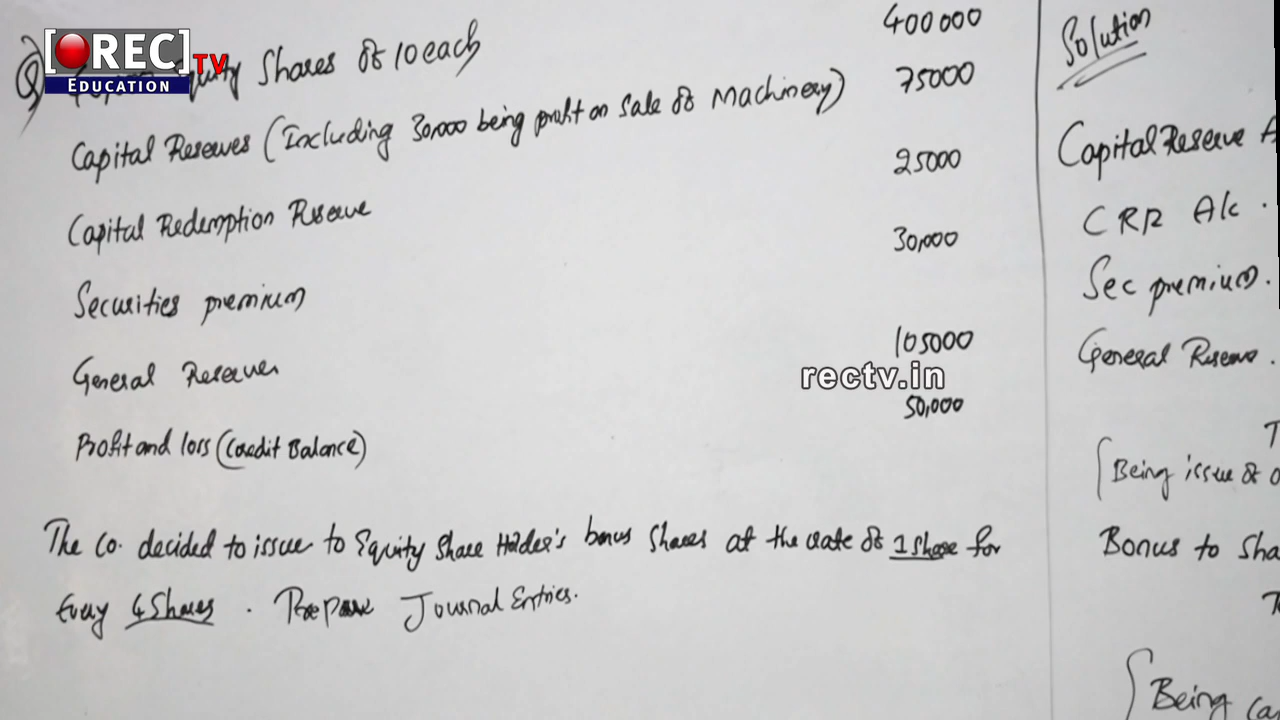 [REC] TV
EDUCATION
Q) Equity Shares of 10 each 400000
Capital Reserves (Including 30,000 being profit on Sale of Machinery) 75000
Capital Redemption Reserve 25000
Securities premium 30,000
General Reserves 105000
rectv.in
Profit and loss (Credit Balance) 50,000
The Co. decided to issue to Equity Share Holder's bonus Shares at the rate of 1 Share for
Every 4 Shares. Prepare Journal Entries.
Solution
Capital Reserve A
CRR A/c .
Sec premium.
General Reserve .
T
(Being issue of
Bonus to Sha
T
(Being Ca